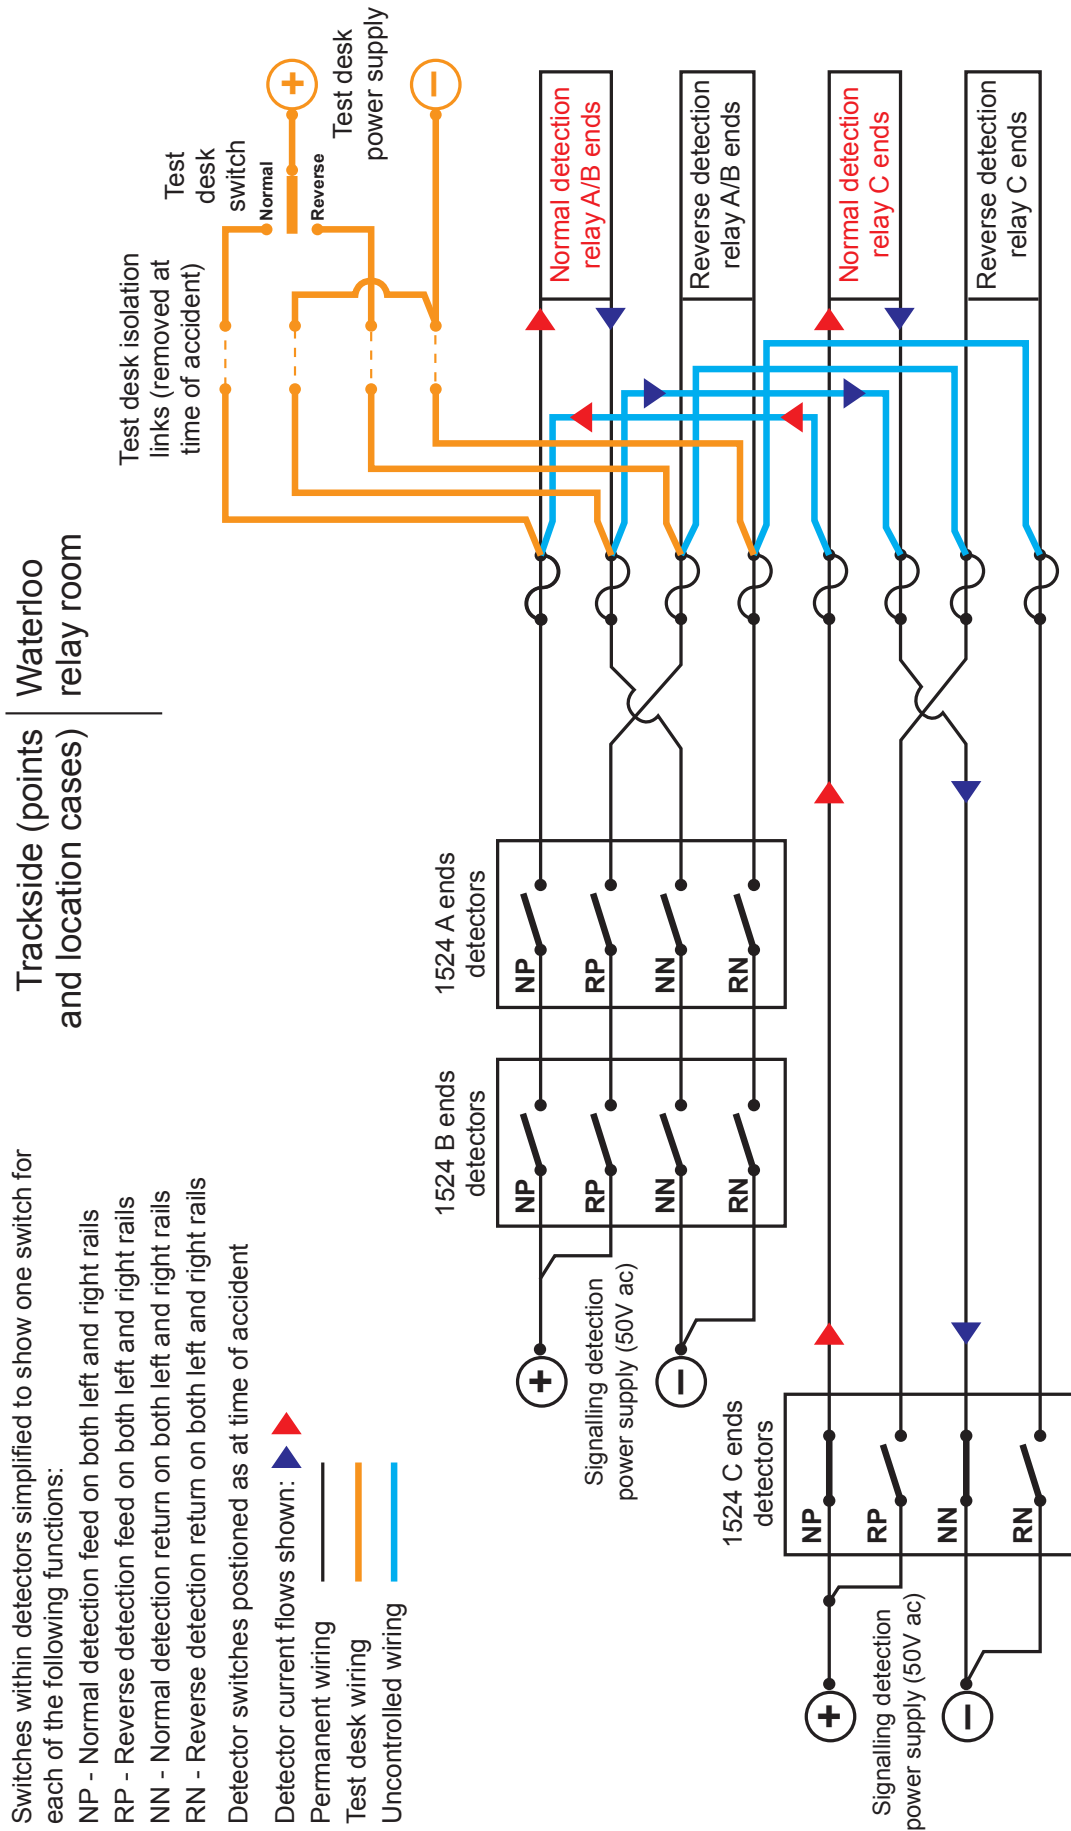 Switches within detectors simplified to show one switch for
each of the following functions:
NP - Normal detection feed on both left and right rails
RP - Reverse detection feed on both left and right rails
NN - Normal detection return on both left and right rails
RN - Reverse detection return on both left and right rails
Detector switches postioned as at time of accident
Detector current flows shown:
Permanent wiring
Test desk wiring
Uncontrolled wiring
Trackside (points
and location cases)
Waterloo
relay room
Test desk isolation
links (removed at
time of accident)
Test
desk
switch
Normal
Reverse
+
−
Test desk
power supply
1524 B ends
detectors
NP
RP
NN
RN
1524 A ends
detectors
NP
RP
NN
RN
+
−
Signalling detection
power supply (50V ac)
Normal detection
relay A/B ends
Reverse detection
relay A/B ends
Normal detection
relay C ends
Reverse detection
relay C ends
1524 C ends
detectors
NP
RP
NN
RN
+
−
Signalling detection
power supply (50V ac)